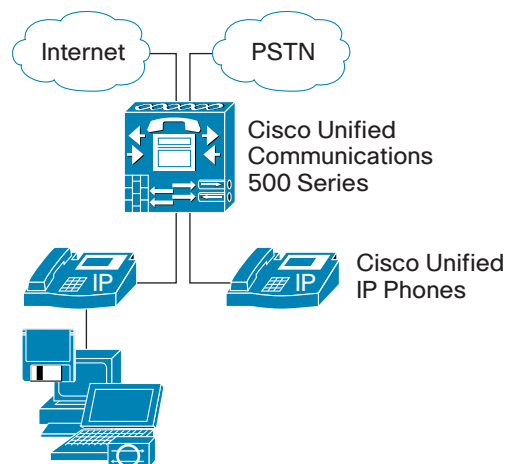 Internet
PSTN
Cisco Unified
Communications
500 Series
IP
IP
Cisco Unified
IP Phones